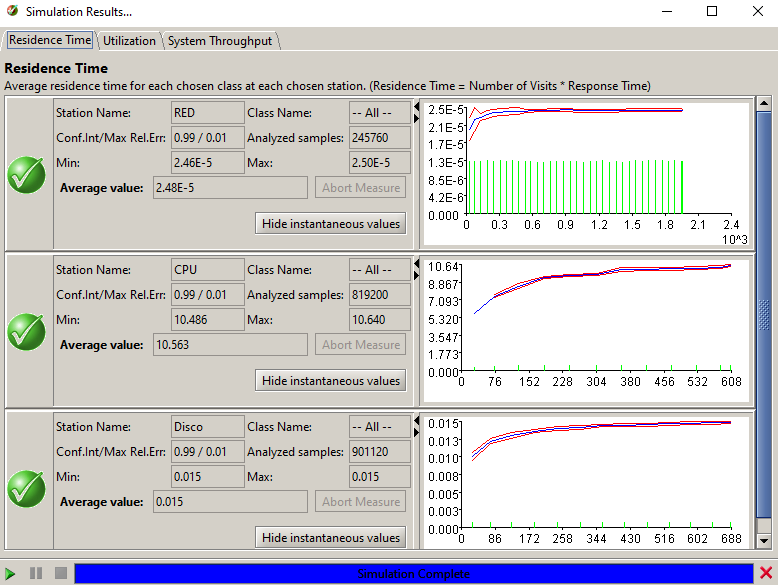 Simulation Results...
Residence Time Utilization System Throughput
Residence Time
Average residence time for each chosen class at each chosen station. (Residence Time = Number of Visits * Response Time)
Station Name: RED Class Name: -- All --
Conf.Int/Max Rel.Err: 0.99 / 0.01 Analyzed samples: 245760
Min: 2.46E-5 Max: 2.50E-5
Average value: 2.48E-5 Abort Measure
Hide instantaneous values
2.5E-5
2.1E-5
1.7E-5
1.3E-5
8.5E-6
4.2E-6
0.000
0 0.3 0.6 0.9 1.2 1.5 1.8 2.1 2.4
10^3
Station Name: CPU Class Name: -- All --
Conf.Int/Max Rel.Err: 0.99 / 0.01 Analyzed samples: 819200
Min: 10.486 Max: 10.640
Average value: 10.563 Abort Measure
Hide instantaneous values
10.64
8.867
7.093
5.320
3.547
1.773
0.000
0 76 152 228 304 380 456 532 608
Station Name: Disco Class Name: -- All --
Conf.Int/Max Rel.Err: 0.99 / 0.01 Analyzed samples: 901120
Min: 0.015 Max: 0.015
Average value: 0.015 Abort Measure
Hide instantaneous values
0.015
0.013
0.010
0.008
0.005
0.003
0.000
0 86 172 258 344 430 516 602 688
Simulation Complete